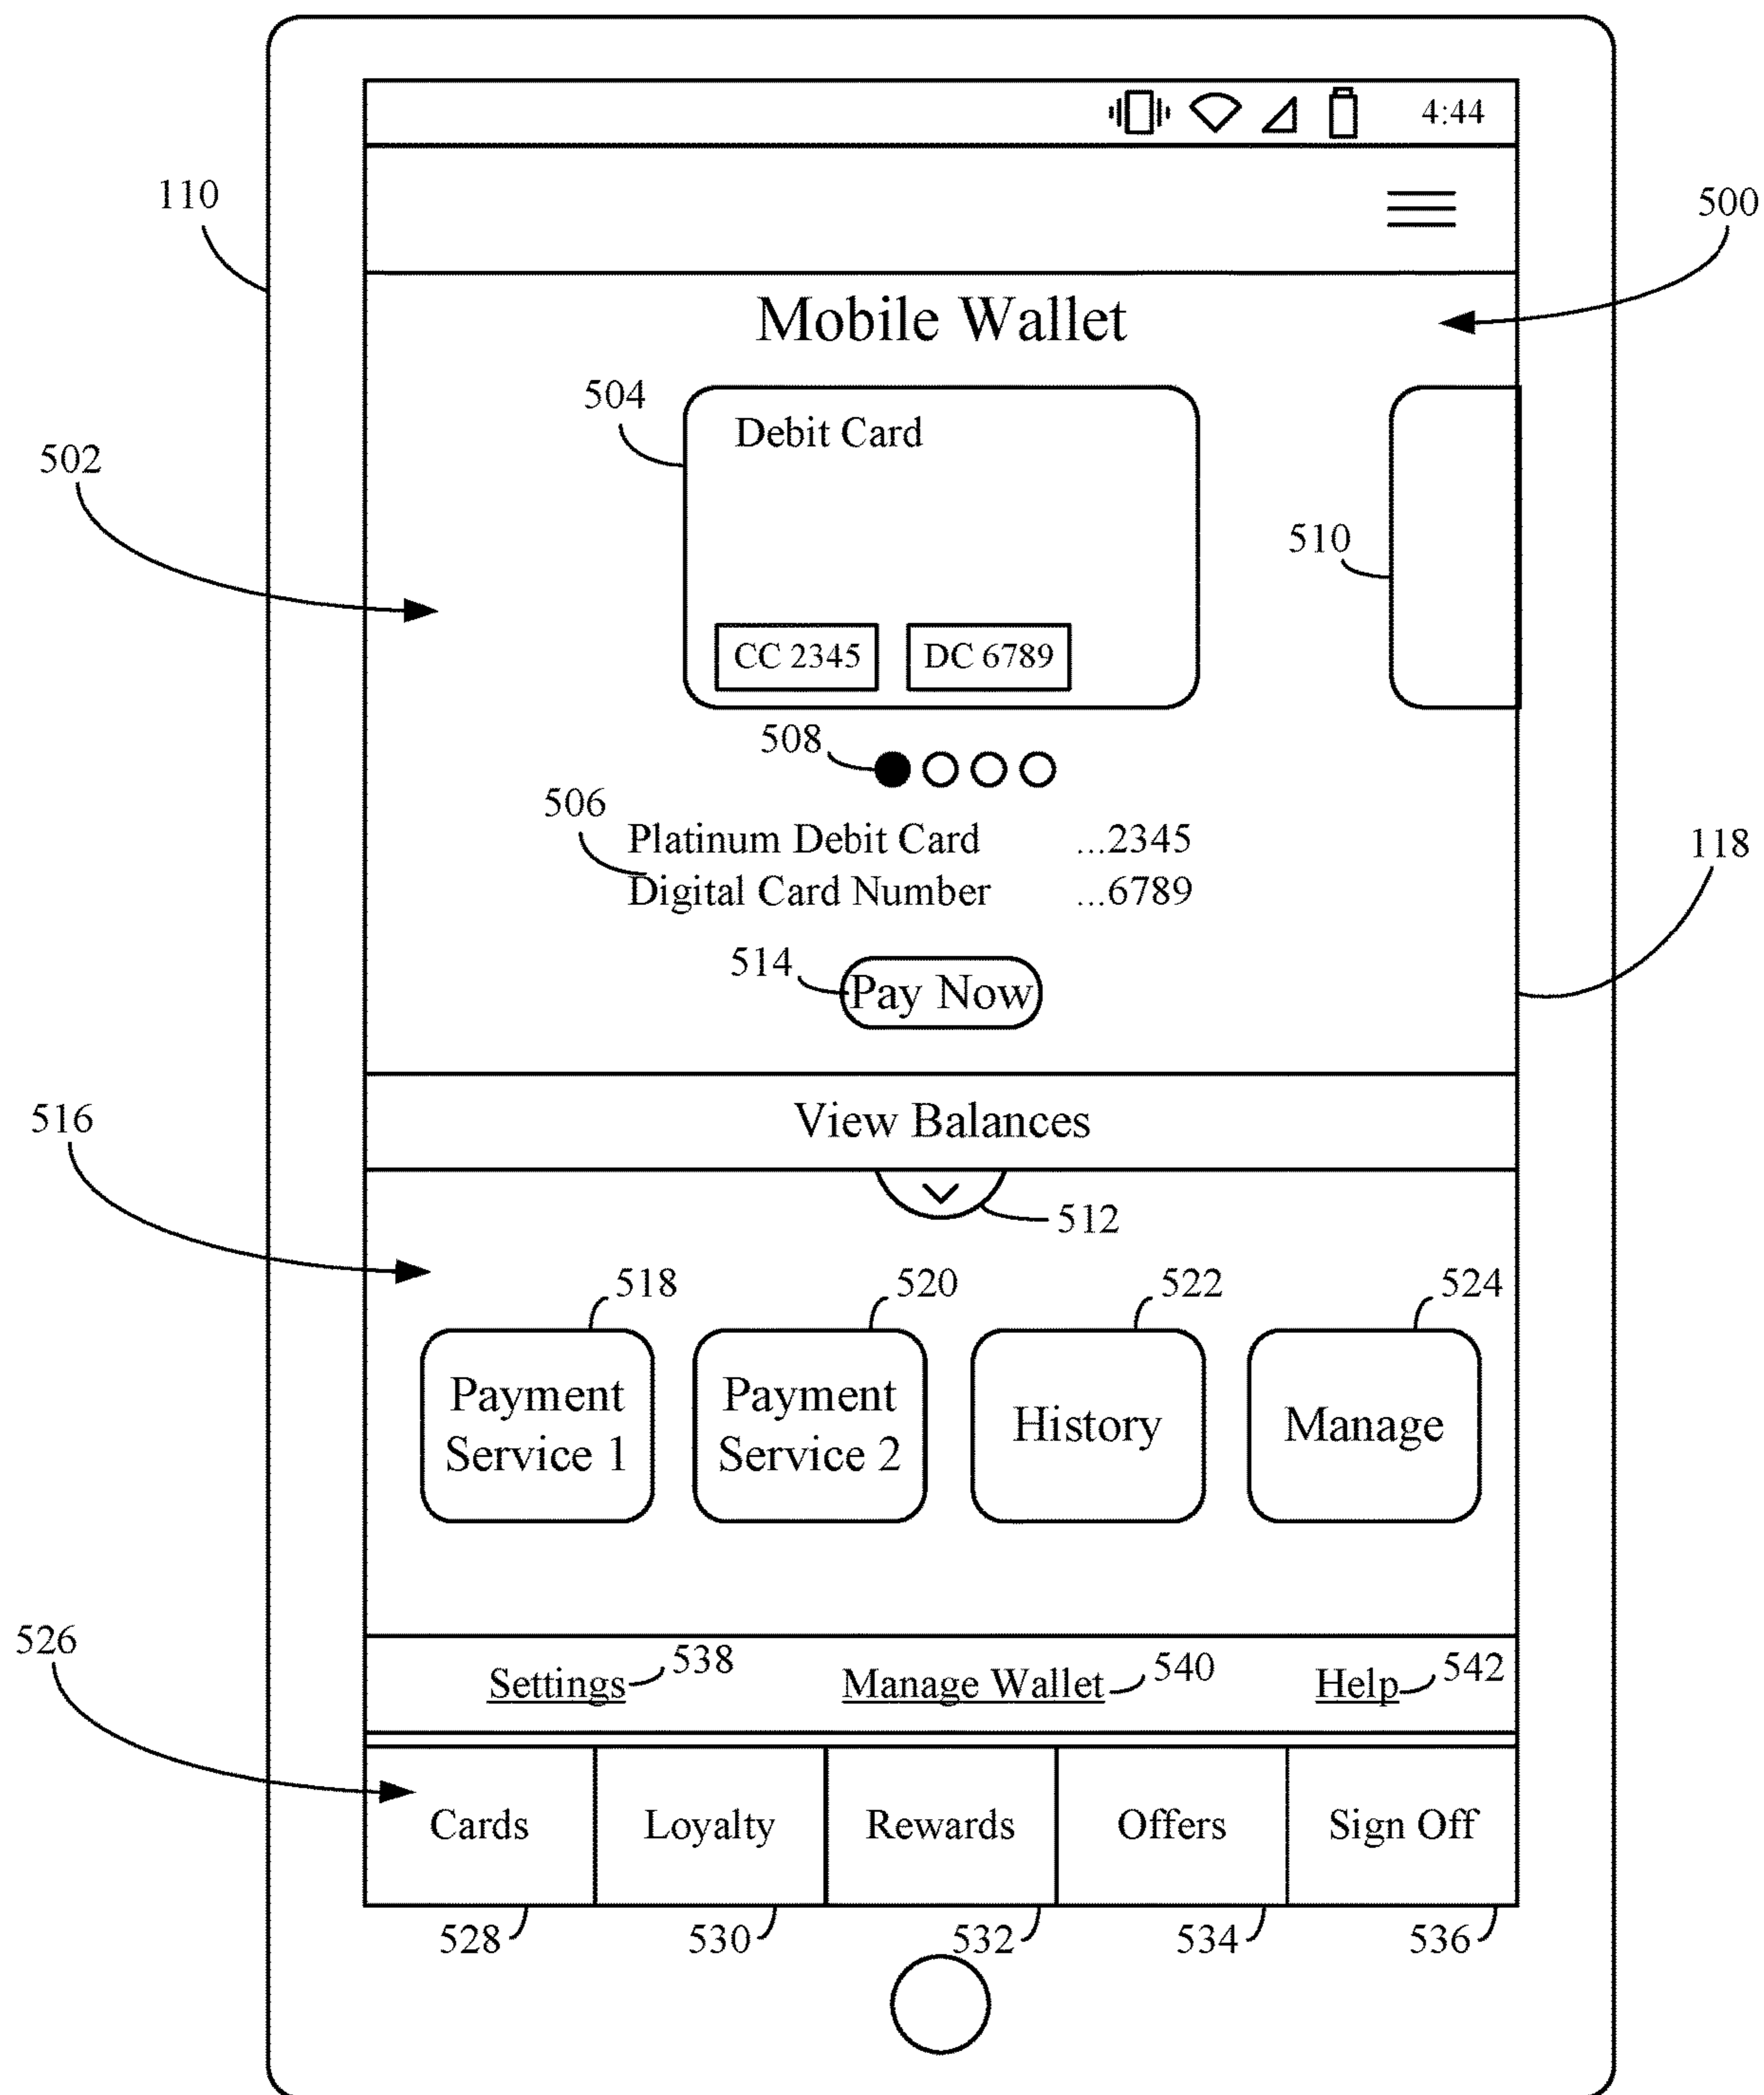 4:44
110
500
Mobile Wallet
504
Debit Card
502
510
CC 2345 DC 6789
508
506
Platinum Debit Card ...2345
118
Digital Card Number ...6789
514
Pay Now
516
View Balances
512
518 520 522 524
Payment Service 1
Payment Service 2
History
Manage
526
Settings 538 Manage Wallet 540 Help 542
Cards Loyalty Rewards Offers Sign Off
528 530 532 534 536